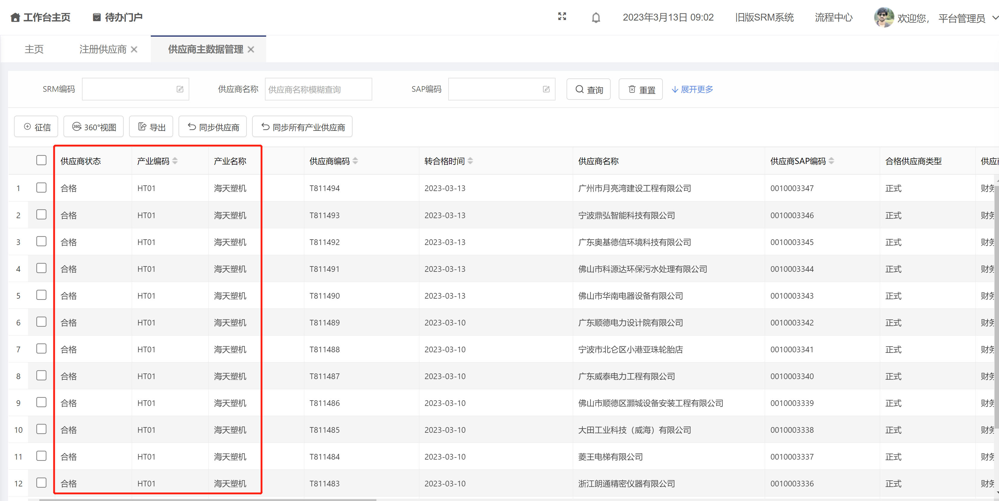 工作台主页 待办门户 2023年3月13日 09:02 旧版SRM系统 流程中心 欢迎您, 平台管理员
主页 注册供应商 供应商主数据管理
SRM编码 供应商名称 供应商名称模糊查询 SAP编码 查询 重置 展开更多
征信 360°视图 导出 同步供应商 同步所有产业供应商
供应商状态 产业编码 产业名称 供应商编码 转合格时间 供应商名称 供应商SAP编码 合格供应商类型 供应
1 合格 HT01 海天塑机 T811494 2023-03-13 广州市月亮湾建设工程有限公司 0010003347 正式 财务
2 合格 HT01 海天塑机 T811493 2023-03-13 宁波鼎弘智能科技有限公司 0010003346 正式 财务
3 合格 HT01 海天塑机 T811492 2023-03-13 广东奥基德信环境科技有限公司 0010003345 正式 财务
4 合格 HT01 海天塑机 T811491 2023-03-13 佛山市科源达环保污水处理有限公司 0010003344 正式 财务
5 合格 HT01 海天塑机 T811490 2023-03-13 佛山市华南电器设备有限公司 0010003343 正式 财务
6 合格 HT01 海天塑机 T811489 2023-03-10 广东顺德电力设计院有限公司 0010003342 正式 财务
7 合格 HT01 海天塑机 T811488 2023-03-10 宁波市北仑区小港亚珠轮胎店 0010003341 正式 财务
8 合格 HT01 海天塑机 T811487 2023-03-10 广东威泰电力工程有限公司 0010003340 正式 财务
9 合格 HT01 海天塑机 T811486 2023-03-10 佛山市顺德区灏城设备安装工程有限公司 0010003339 正式 财务
10 合格 HT01 海天塑机 T811485 2023-03-10 大田工业科技（威海）有限公司 0010003338 正式 财务
11 合格 HT01 海天塑机 T811484 2023-03-10 菱王电梯有限公司 0010003337 正式 财务
12 合格 HT01 海天塑机 T811483 2023-03-10 浙江朗通精密仪器有限公司 0010003336 正式 财务